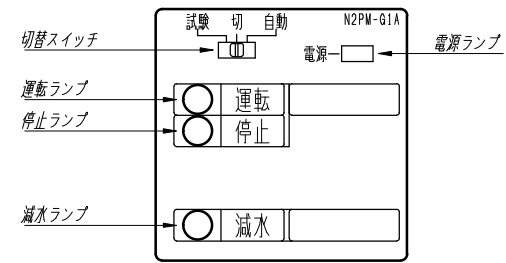 試験 切 自動 N2PM-G1A
切替スイッチ
電源 電源ランプ
運転ランプ 運転
停止ランプ 停止
減水ランプ 減水